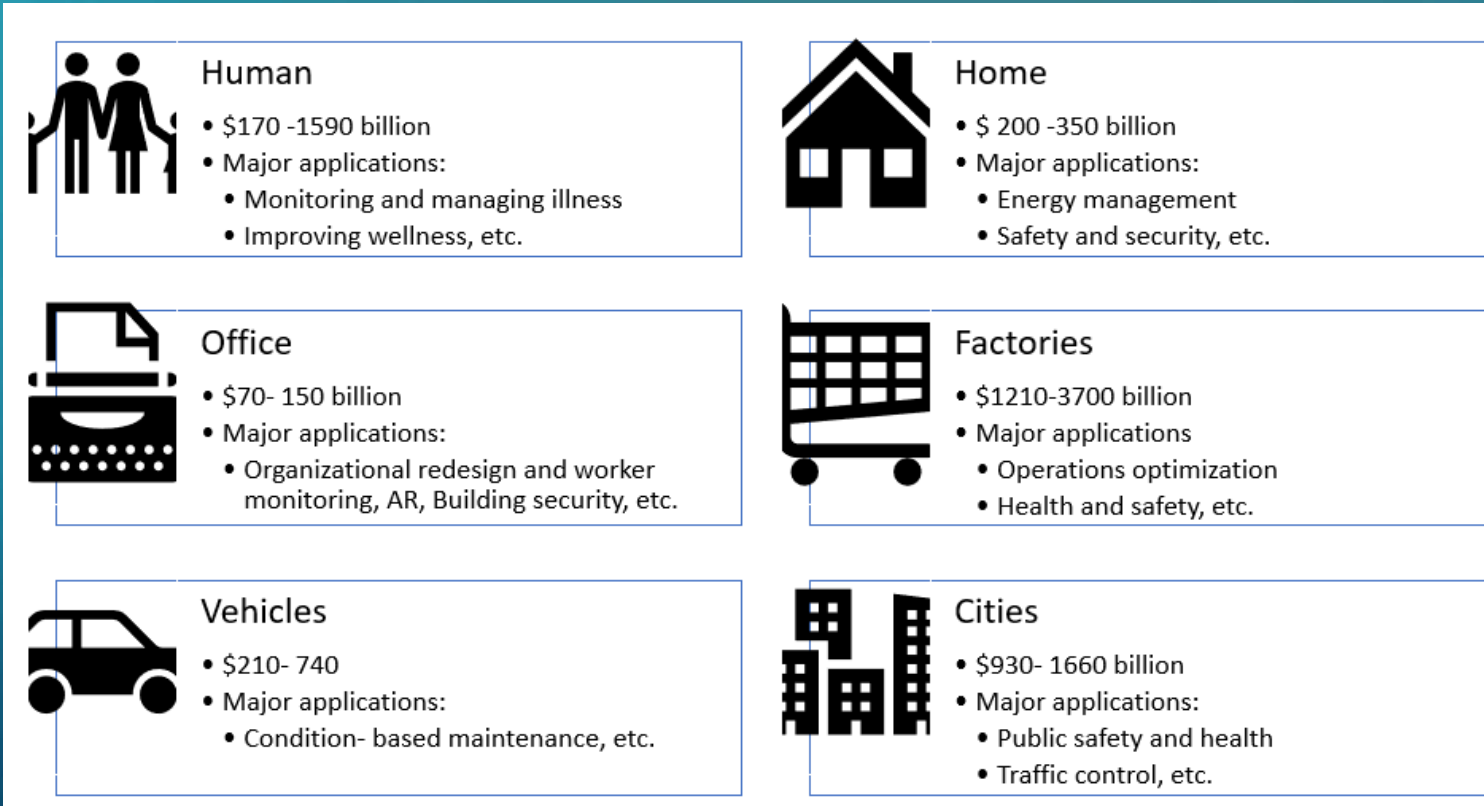 Human
• $170 -1590 billion
• Major applications:
• Monitoring and managing illness
• Improving wellness, etc.
Home
• $ 200 -350 billion
• Major applications:
• Energy management
• Safety and security, etc.
Office
• $70- 150 billion
• Major applications:
• Organizational redesign and worker
monitoring, AR, Building security, etc.
Factories
• $1210-3700 billion
• Major applications
• Operations optimization
• Health and safety, etc.
Vehicles
• $210- 740
• Major applications:
• Condition- based maintenance, etc.
Cities
• $930- 1660 billion
• Major applications:
• Public safety and health
• Traffic control, etc.